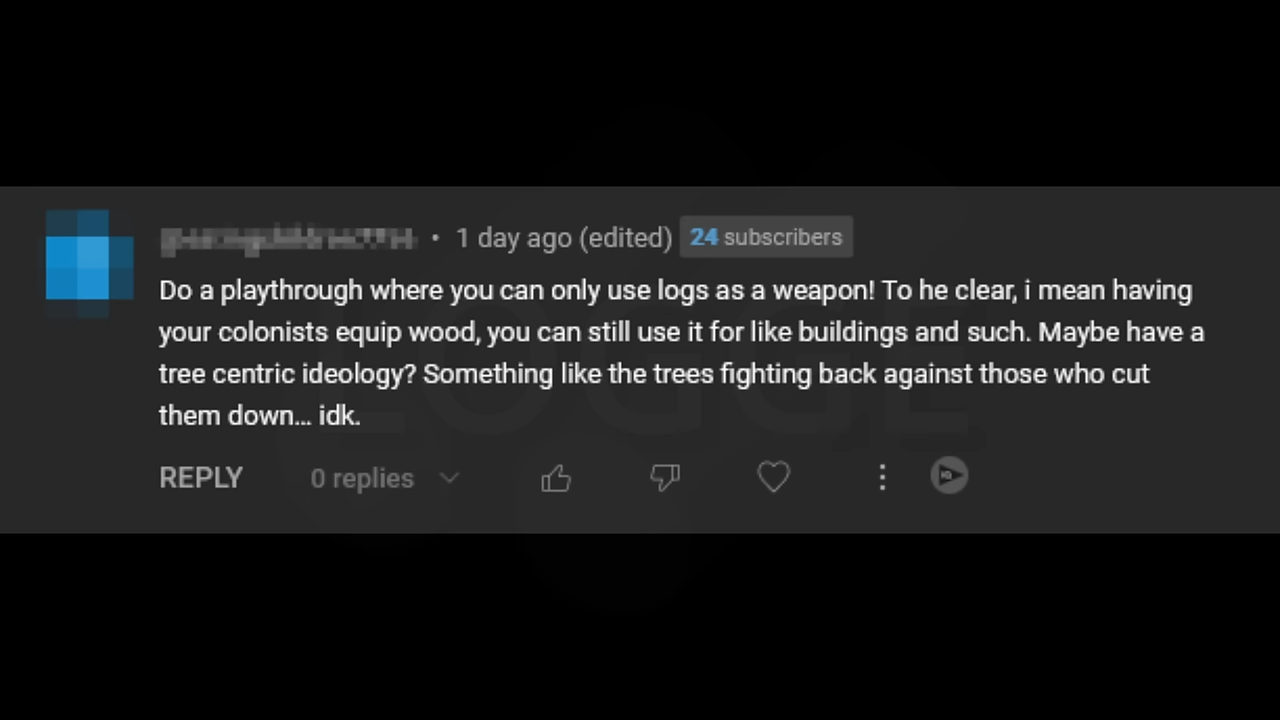 • 1 day ago (edited) 24 subscribers
Do a playthrough where you can only use logs as a weapon! To he clear, i mean having
your colonists equip wood, you can still use it for like buildings and such. Maybe have a
tree centric ideology? Something like the trees fighting back against those who cut
them down... idk.
REPLY 0 replies